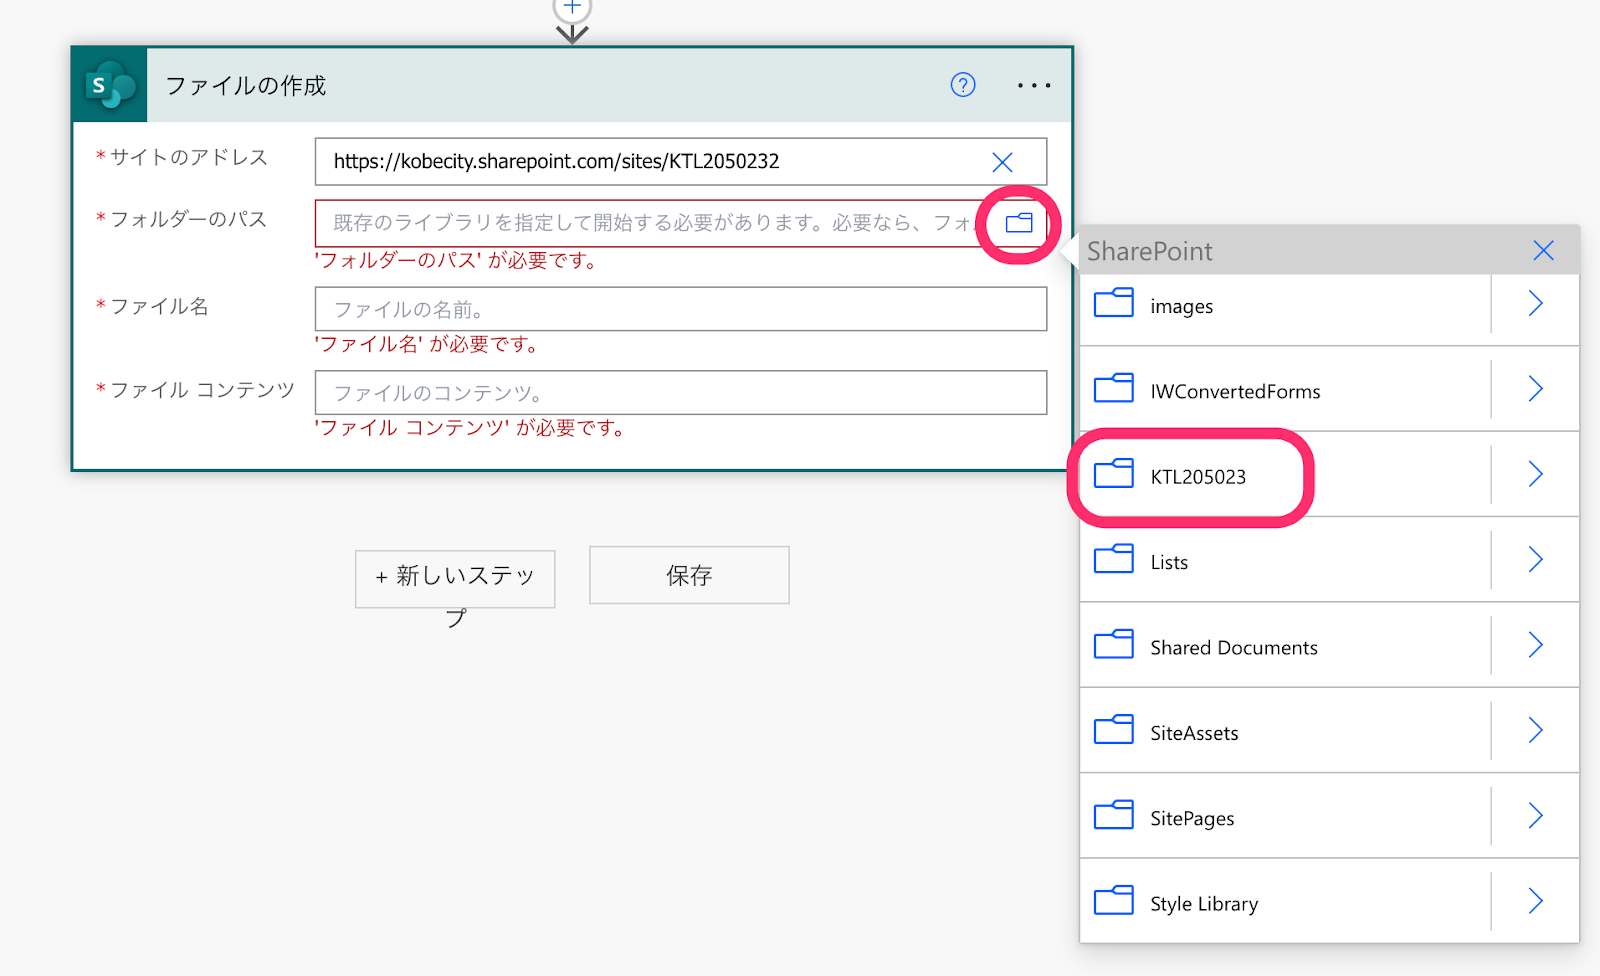 S
ファイルの作成
?
*サイトのアドレス
https://kobecity.sharepoint.com/sites/KTL2050232
*フォルダーのパス
既存のライブラリを指定して開始する必要があります。必要なら、フォ
'フォルダーのパス' が必要です。
*ファイル名
ファイルの名前。
'ファイル名' が必要です。
*ファイル コンテンツ
ファイルのコンテンツ。
'ファイル コンテンツ' が必要です。
+ 新しいステッ
プ
保存
SharePoint
images
IWConvertedForms
KTL205023
Lists
Shared Documents
SiteAssets
SitePages
Style Library